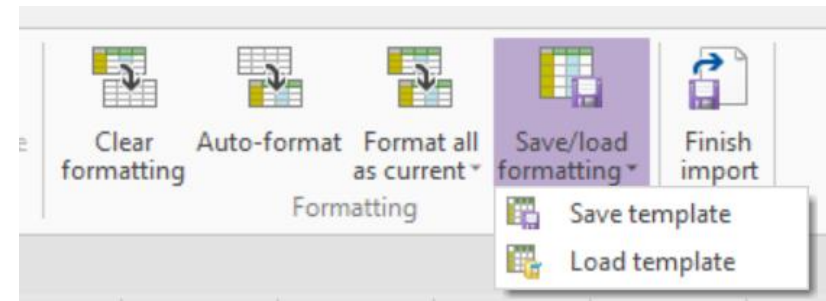 Clear
formatting
Auto-format
Format all
as current
Save/load
formatting
Finish
import
Formatting
Save template
Load template